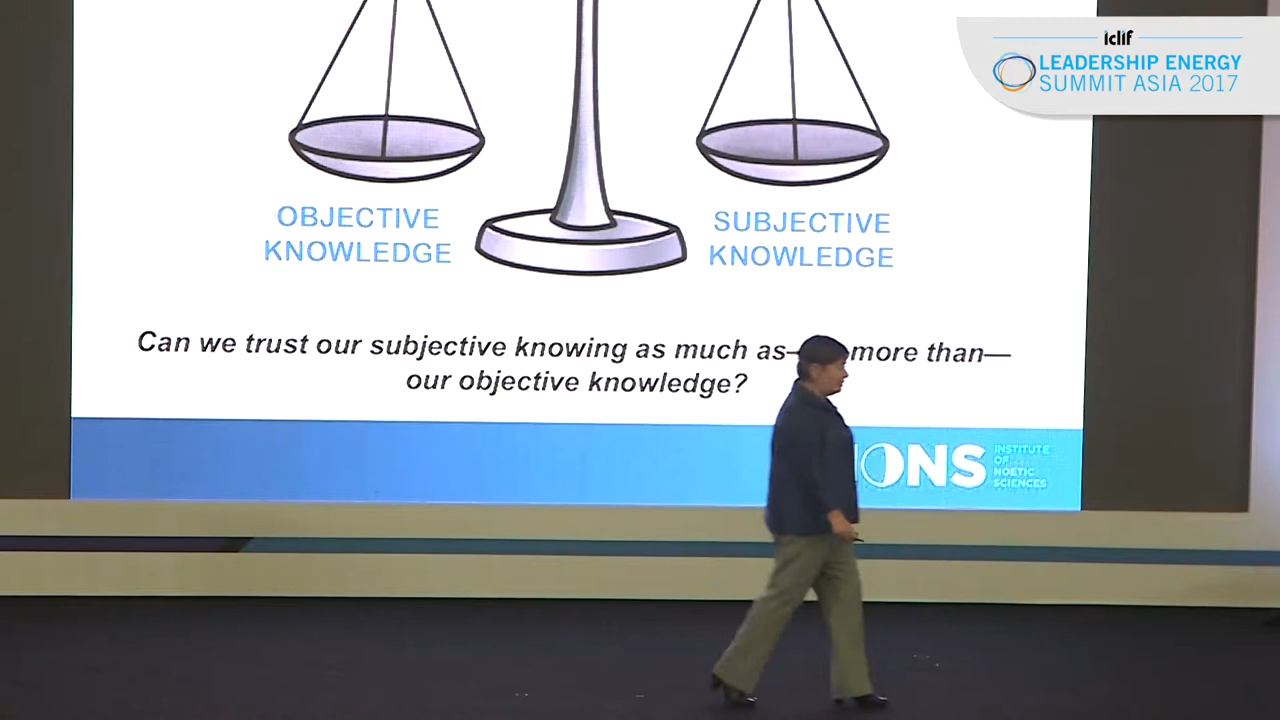 iclif
LEADERSHIP ENERGY
SUMMIT ASIA 2017
OBJECTIVE
KNOWLEDGE
SUBJECTIVE
KNOWLEDGE
Can we trust our subjective knowing as much as— more than—
our objective knowledge?
IONS
INSTITUTE
OF
NOETIC
SCIENCES